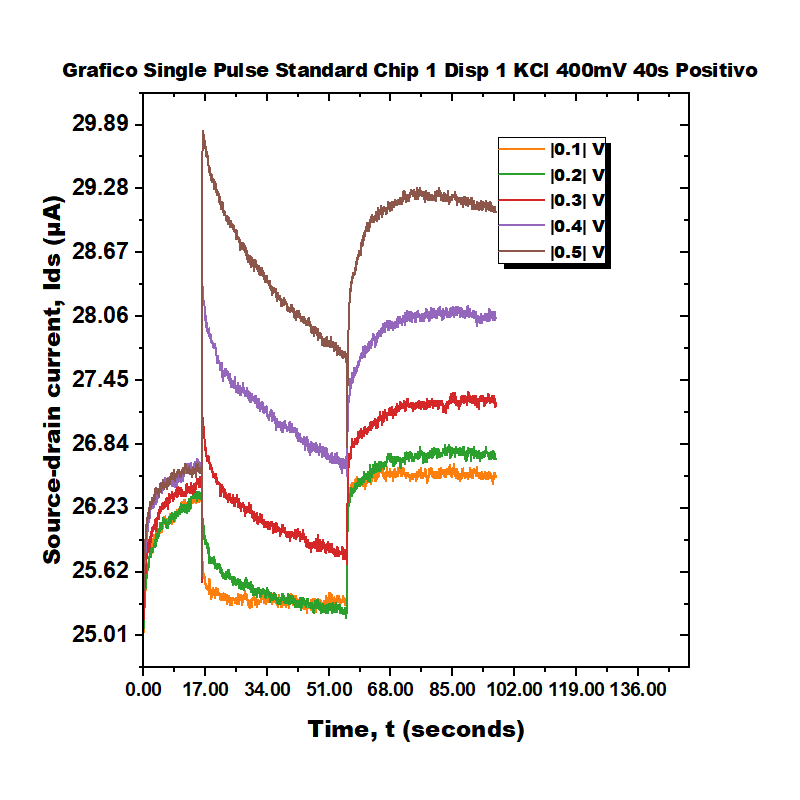 Grafico Single Pulse Standard Chip 1 Disp 1 KCl 400mV 40s Positivo
29.89
29.28
28.67
28.06
27.45
26.84
26.23
25.62
25.01
Source-drain current, Ids (µA)
|0.1| V
|0.2| V
|0.3| V
|0.4| V
|0.5| V
0.00 17.00 34.00 51.00 68.00 85.00 102.00 119.00 136.00
Time, t (seconds)